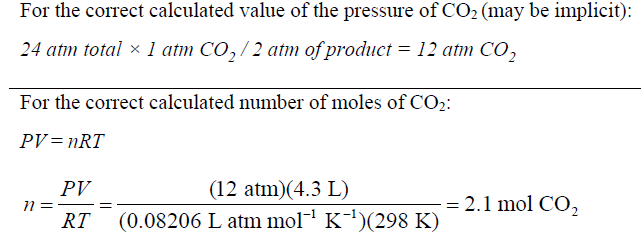 For the correct calculated value of the pressure of CO₂ (may be implicit):
24 atm total × 1 atm CO₂ / 2 atm of product = 12 atm CO₂
For the correct calculated number of moles of CO₂:
PV = nRT
n = PV / RT = (12 atm)(4.3 L) / (0.08206 L atm mol⁻¹ K⁻¹)(298 K) = 2.1 mol CO₂